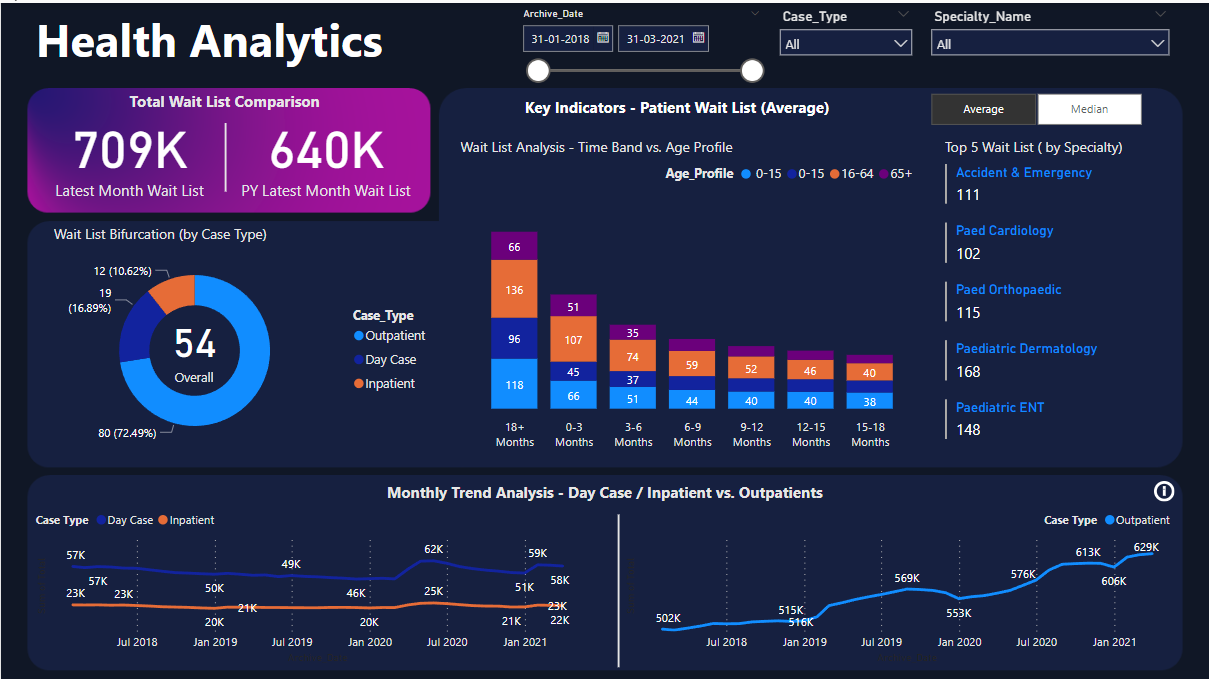 Health Analytics
Archive_Date
31-01-2018
31-03-2021
Case_Type
All
Specialty_Name
All
Total Wait List Comparison
709K
Latest Month Wait List
640K
PY Latest Month Wait List
Key Indicators - Patient Wait List (Average)
Average
Median
Wait List Analysis - Time Band vs. Age Profile
Age_Profile 0-15 0-15 16-64 65+
66
136
96
118
51
107
45
66
35
74
37
51
59
44
52
40
46
40
40
38
18+ Months
0-3 Months
3-6 Months
6-9 Months
9-12 Months
12-15 Months
15-18 Months
Top 5 Wait List ( by Specialty)
Accident & Emergency
111
Paed Cardiology
102
Paed Orthopaedic
115
Paediatric Dermatology
168
Paediatric ENT
148
Wait List Bifurcation (by Case Type)
12 (10.62%)
19
(16.89%)
54
Overall
80 (72.49%)
Case_Type
Outpatient
Day Case
Inpatient
Monthly Trend Analysis - Day Case / Inpatient vs. Outpatients
Case Type Day Case Inpatient
57K
57K
50K
49K
46K
62K
51K
59K
58K
23K
23K
20K
21K
20K
25K
21K
23K
22K
Jul 2018 Jan 2019 Jul 2019 Jan 2020 Jul 2020 Jan 2021
Case Type Outpatient
502K
515K
516K
569K
553K
576K
613K
606K
629K
Jul 2018 Jan 2019 Jul 2019 Jan 2020 Jul 2020 Jan 2021